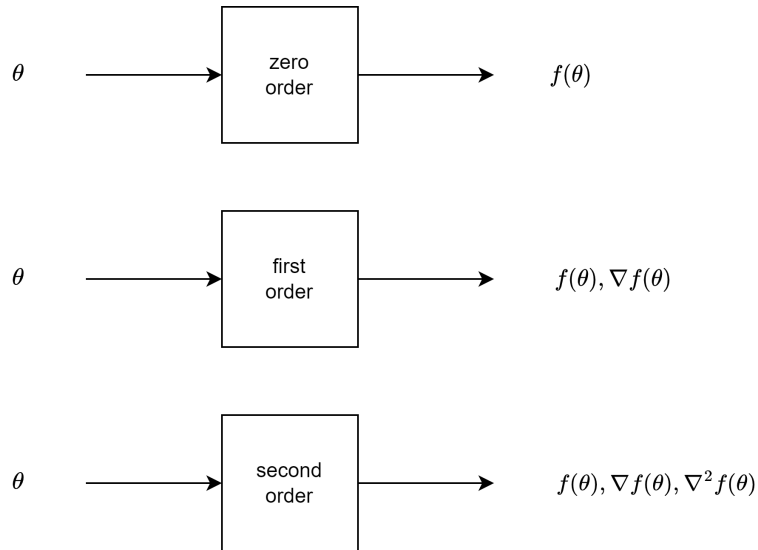 θ
zero
order
f(θ)
θ
first
order
f(θ), ∇f(θ)
θ
second
order
f(θ), ∇f(θ), ∇²f(θ)